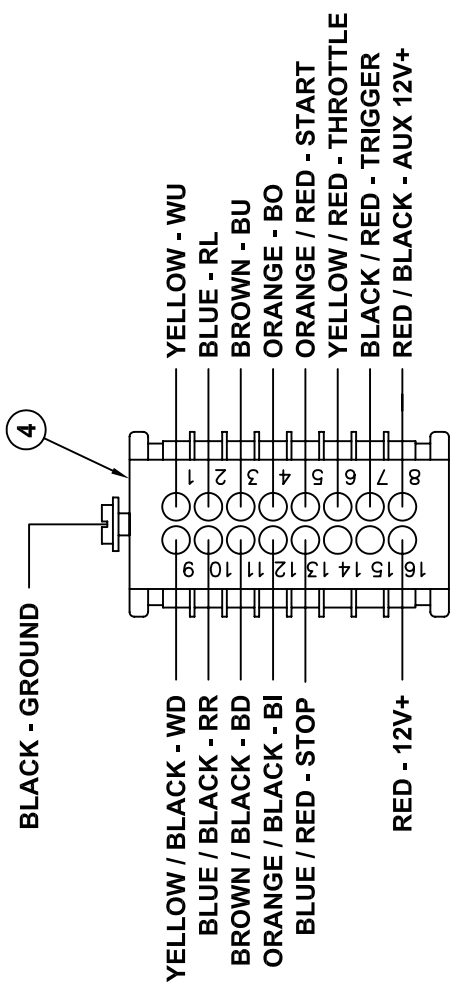 BLACK - GROUND
4
YELLOW - WU
BLUE - RL
BROWN - BU
ORANGE - BO
ORANGE / RED - START
YELLOW / RED - THROTTLE
BLACK / RED - TRIGGER
RED / BLACK - AUX 12V+
1
2
3
4
5
6
7
8
9
10
11
12
13
14
15
16
YELLOW / BLACK - WD
BLUE / BLACK - RR
BROWN / BLACK - BD
ORANGE / BLACK - BI
BLUE / RED - STOP
RED - 12V+